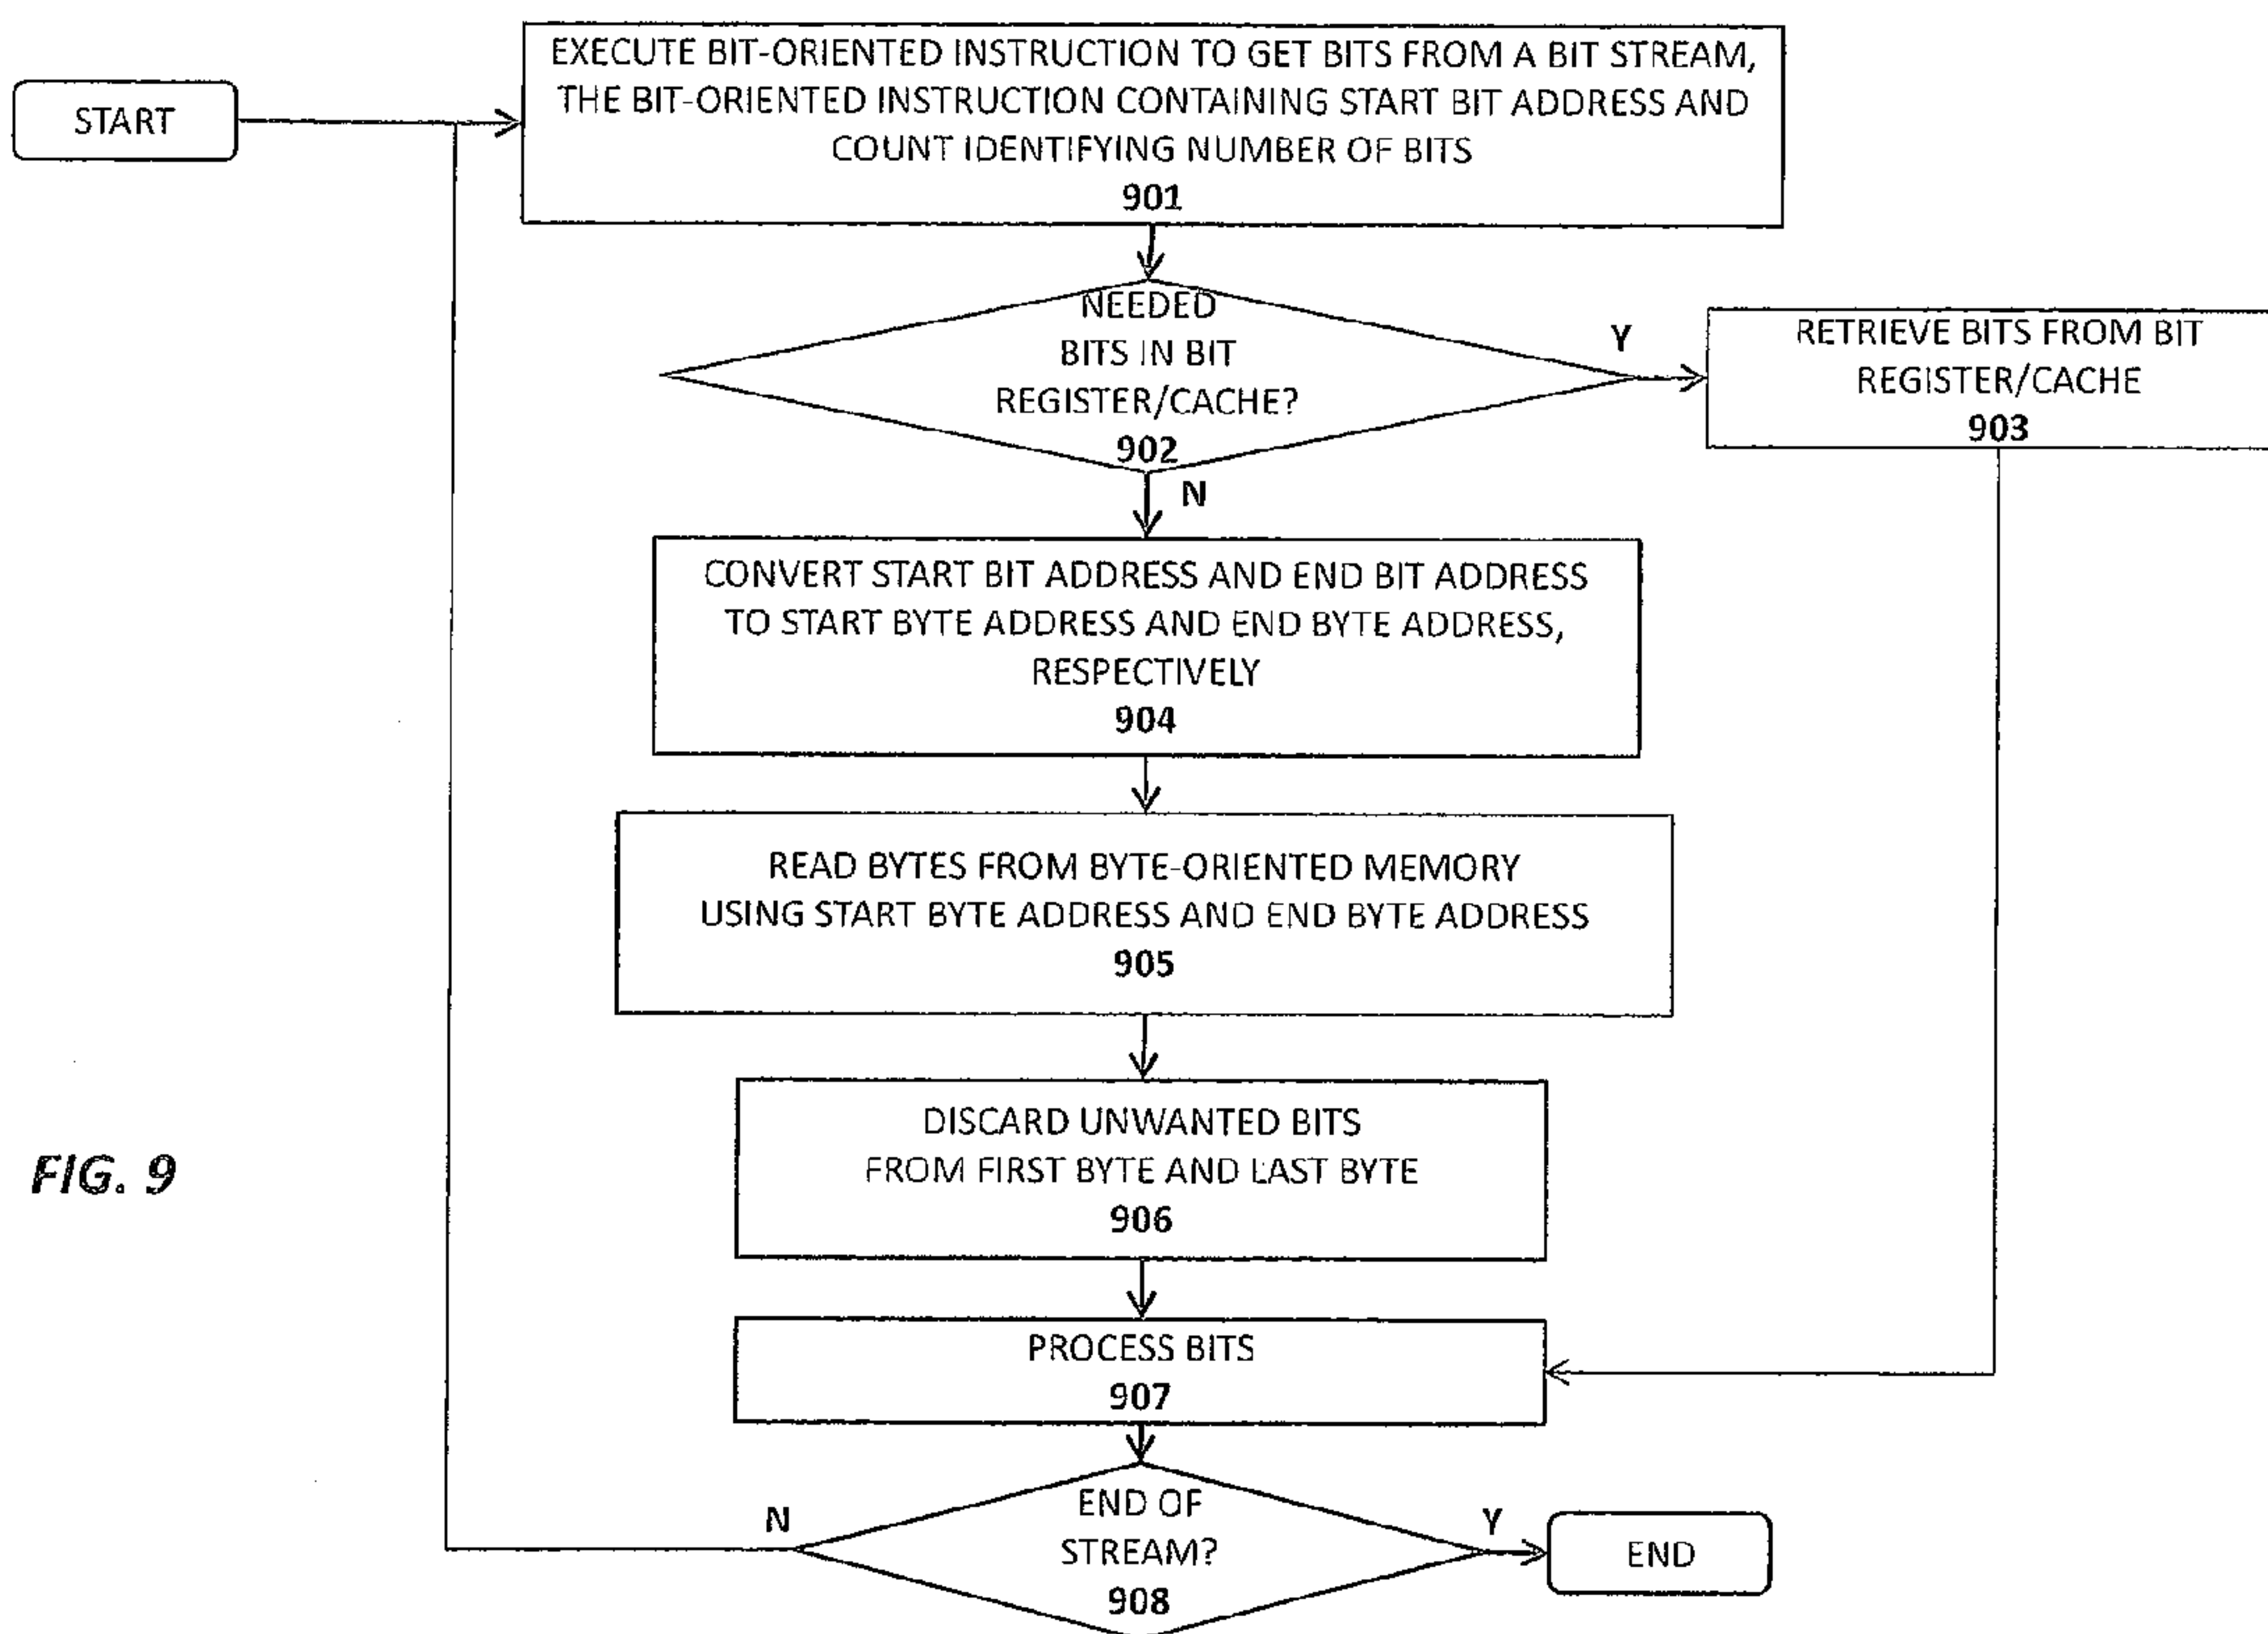 START
EXECUTE BIT-ORIENTED INSTRUCTION TO GET BITS FROM A BIT STREAM,
THE BIT-ORIENTED INSTRUCTION CONTAINING START BIT ADDRESS AND
COUNT IDENTIFYING NUMBER OF BITS
901
NEEDED
BITS IN BIT
REGISTER/CACHE?
902
Y
RETRIEVE BITS FROM BIT
REGISTER/CACHE
903
N
CONVERT START BIT ADDRESS AND END BIT ADDRESS
TO START BYTE ADDRESS AND END BYTE ADDRESS,
RESPECTIVELY
904
READ BYTES FROM BYTE-ORIENTED MEMORY
USING START BYTE ADDRESS AND END BYTE ADDRESS
905
DISCARD UNWANTED BITS
FROM FIRST BYTE AND LAST BYTE
906
FIG. 9
PROCESS BITS
907
N
END OF
STREAM?
908
Y
END